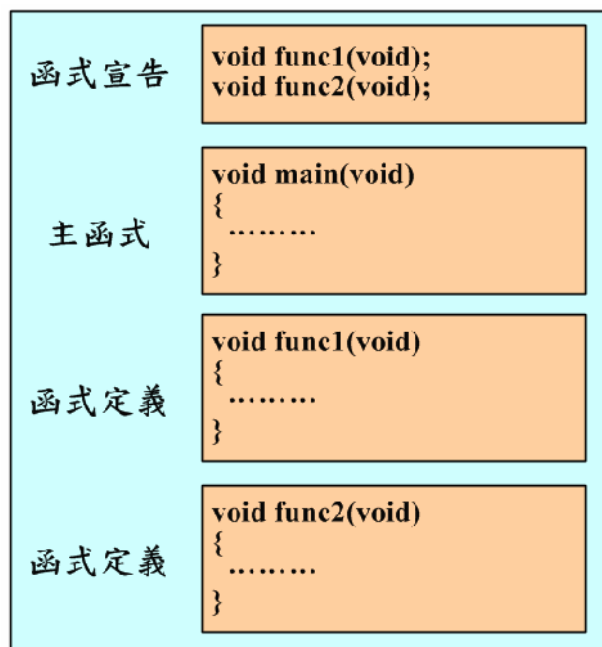 函式宣告
void func1(void);
void func2(void);
主函式
void main(void)
{
………
}
函式定義
void func1(void)
{
………
}
函式定義
void func2(void)
{
………
}